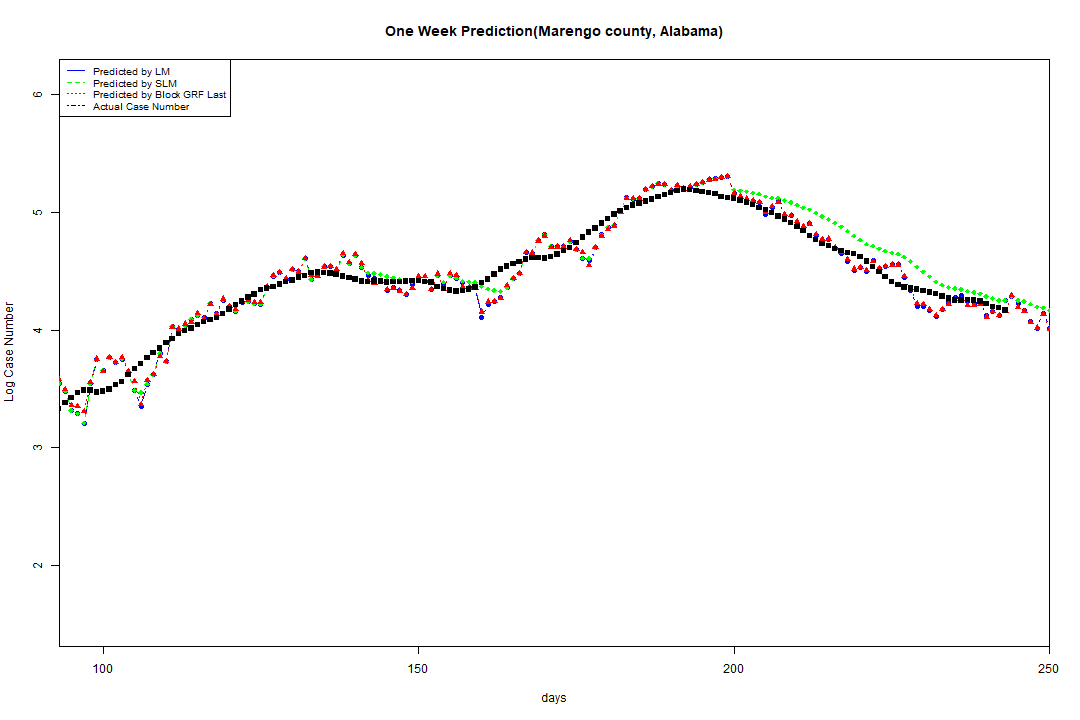 One Week Prediction(Marengo county, Alabama)
Predicted by LM
Predicted by SLM
Predicted by Block GRF Last
Actual Case Number
6
5
4
3
2
Log Case Number
100 150 200 250
days